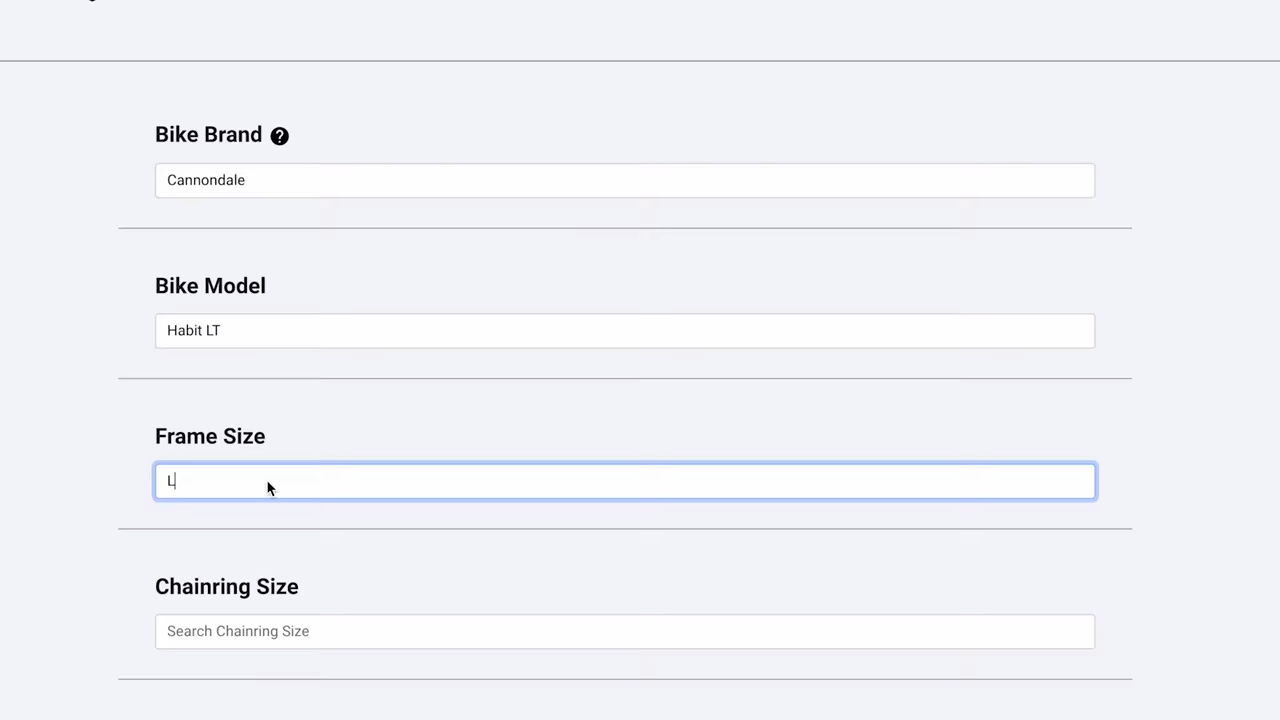 Bike Brand ?
Cannondale
Bike Model
Habit LT
Frame Size
L
Chainring Size
Search Chainring Size